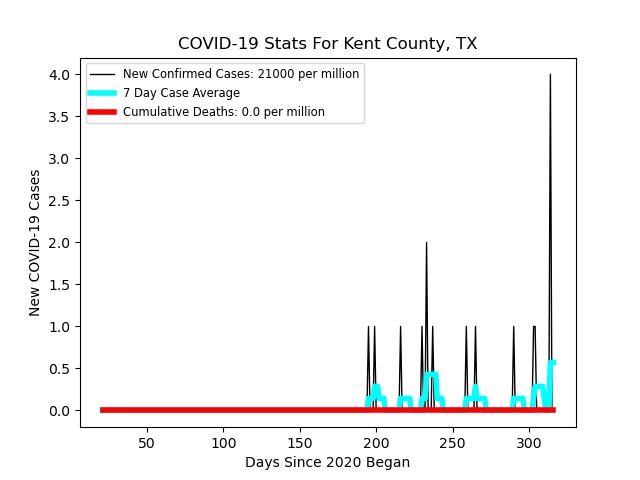 COVID-19 Stats For Kent County, TX
New Confirmed Cases: 21000 per million
7 Day Case Average
Cumulative Deaths: 0.0 per million
New COVID-19 Cases
4.0
3.5
3.0
2.5
2.0
1.5
1.0
0.5
0.0
50 100 150 200 250 300
Days Since 2020 Began